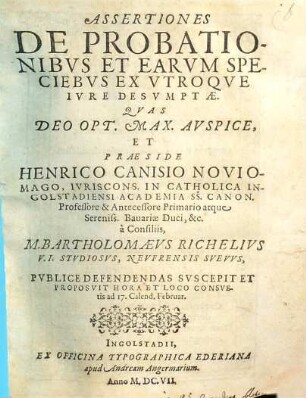 ASSERTIONES
DE PROBATIO-
NIBVS ET EARVM SPE-
CIEBVS EX VTROQVE
IVRE DESVMPTÆ.
QVAS
DEO OPT. MAX. AVSPICE,
ET
PRÆSIDE
HENRICO CANISIO NOVIO-
MAGO, IVRISCONS. IN CATHOLICA IN-
GOLSTADIENSI ACADEMIA SS. CANON.
Professore & Antecessore Primario atque
Sereniss. Bavariæ Duci, &c.
à Consiliis,
M. BARTHOLOMÆVS RICHELIVS
V. I. STVDIOSVS, NEVFRENSIS SVEVVS,
PVBLICE DEFENDENDAS SVSCEPIT ET
PROPOSVIT HORA ET LOCO CONSVE-
tis ad 17. Calend. Februar.
INGOLSTADII,
EX OFFICINA TYPOGRAPHICA EDERIANA
apud Andream Angermarium.
Anno M. DC. VII.